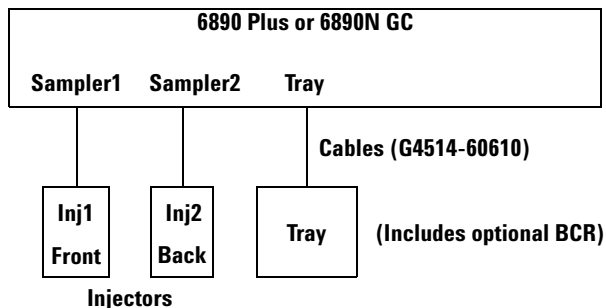 6890 Plus or 6890N GC
Sampler1 Sampler2 Tray
Cables (G4514-60610)
Inj1 Front
Inj2 Back
Tray
(Includes optional BCR)
Injectors